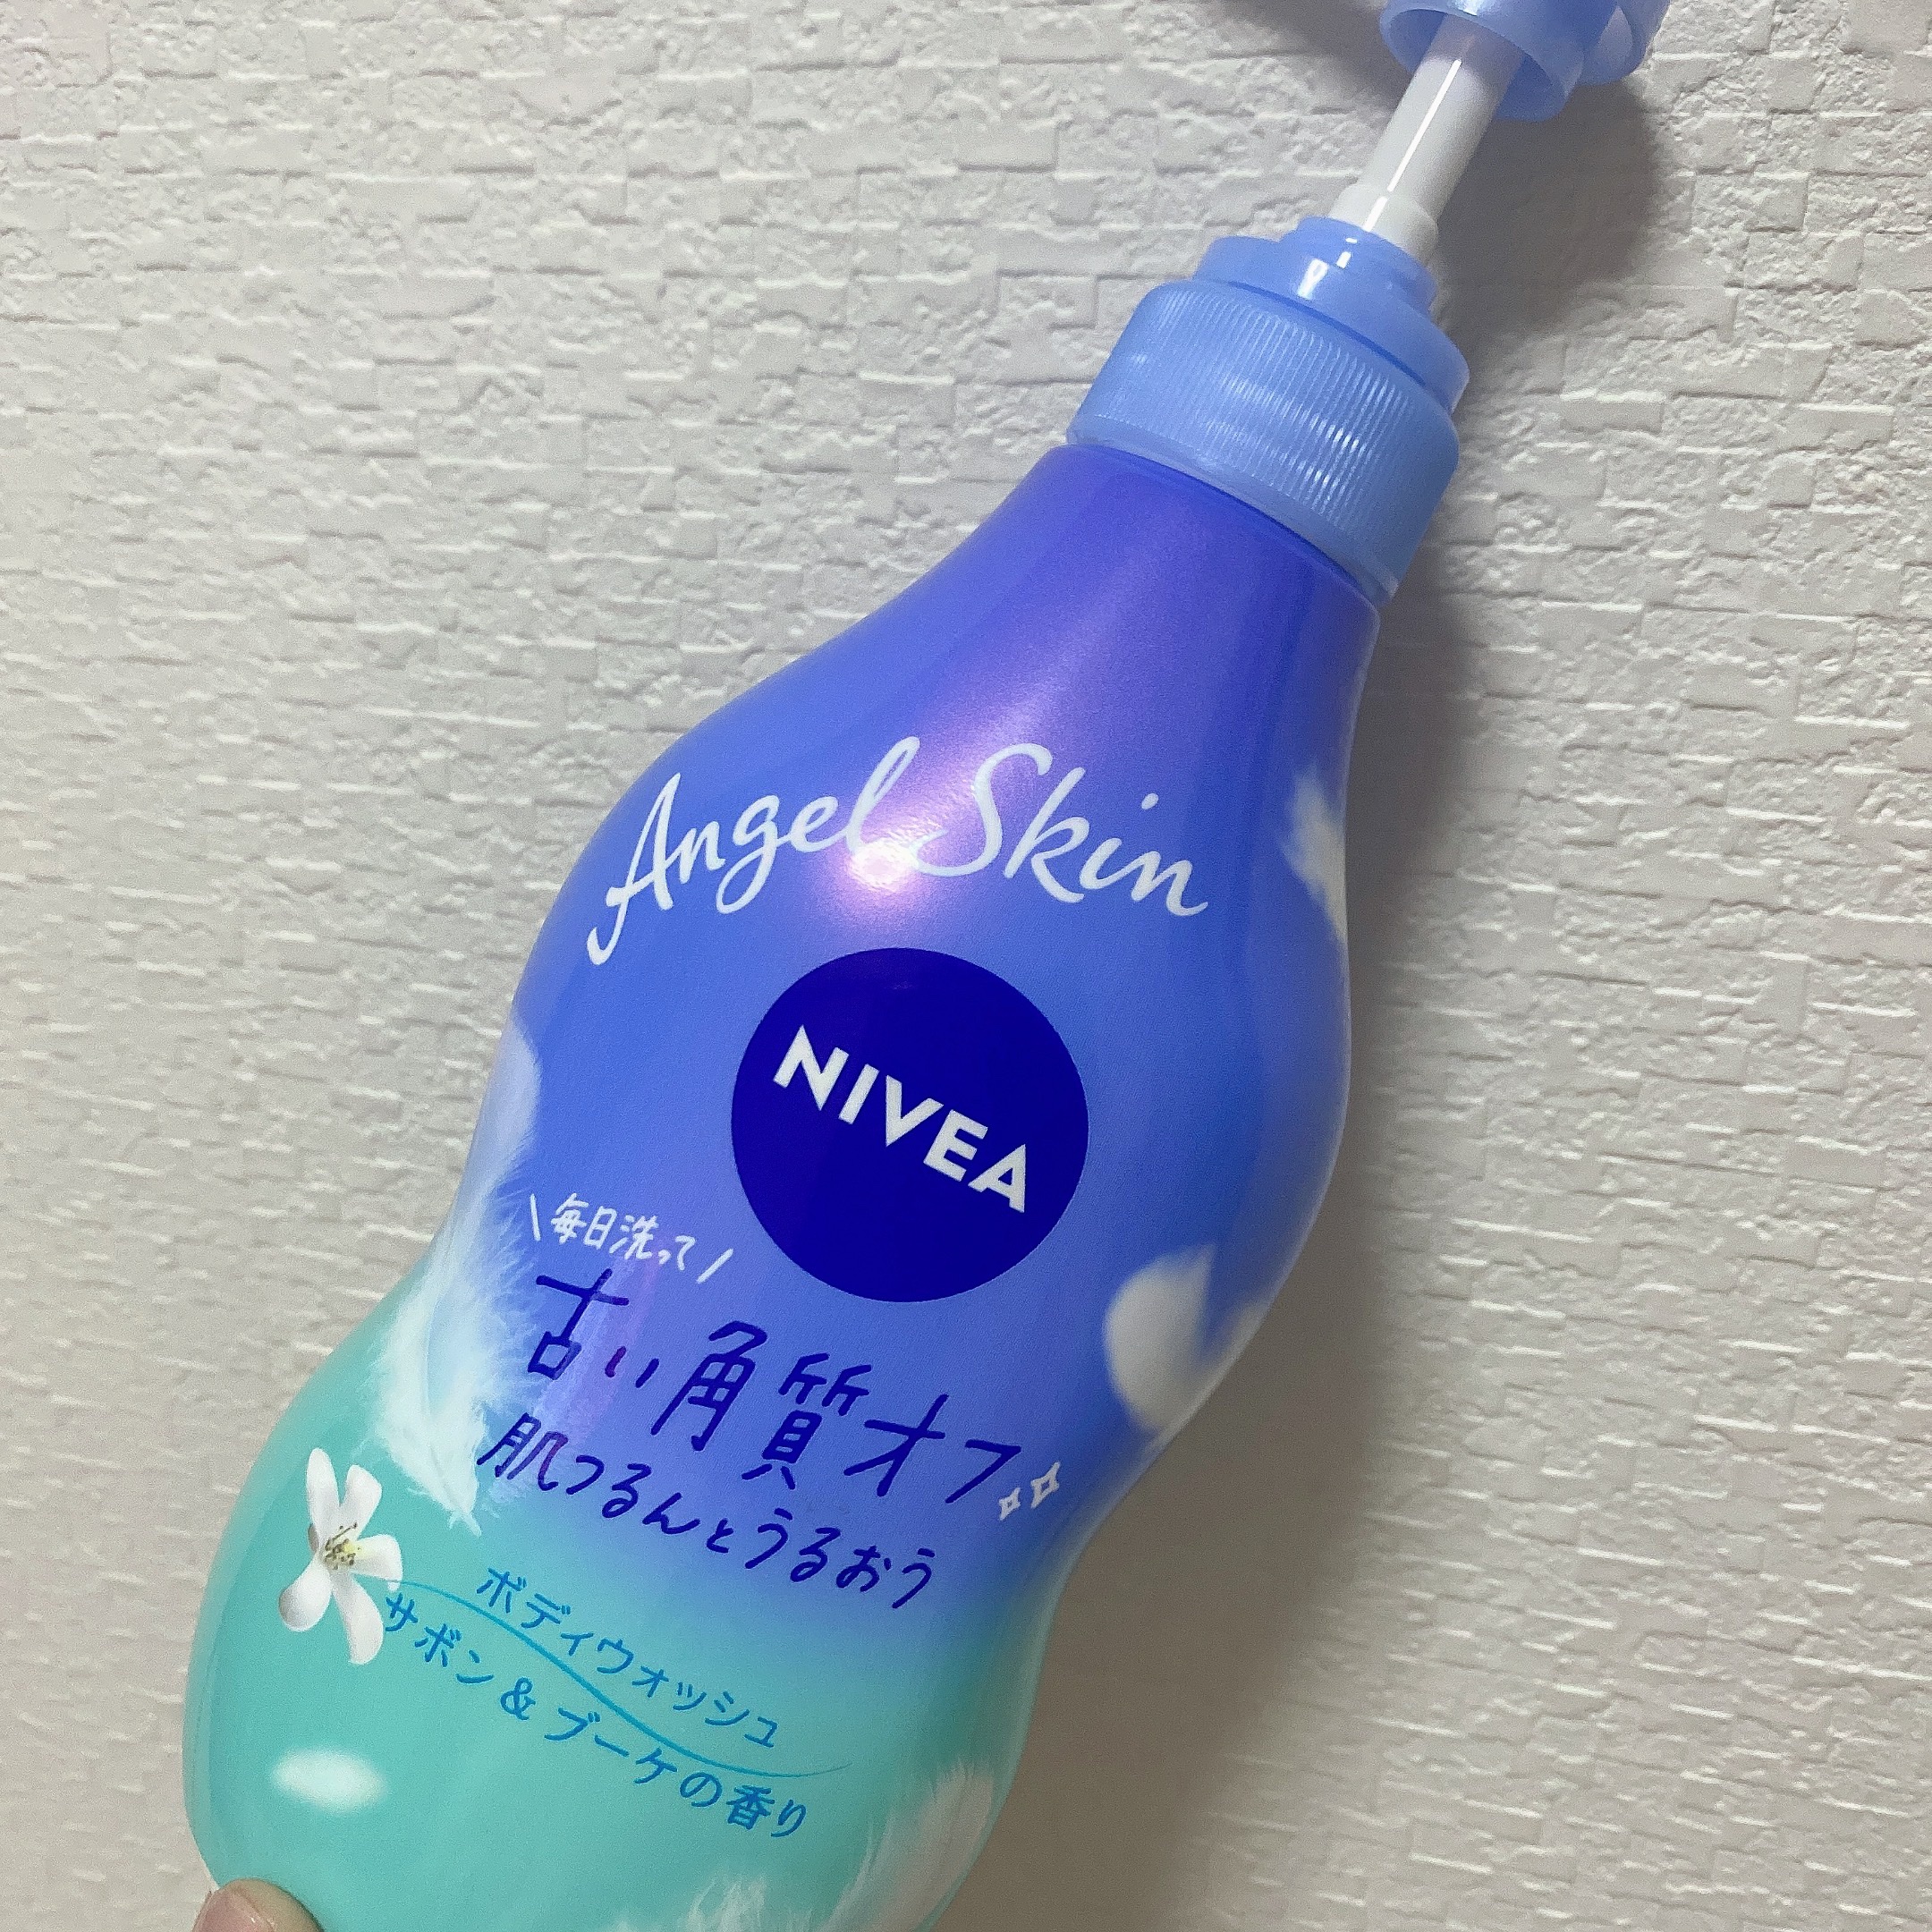 Angel Skin
NIVEA
\毎日洗って/
古い角質オフ
肌つるんとうるおう
ボディウォッシュ
サボン&ブーケの香り